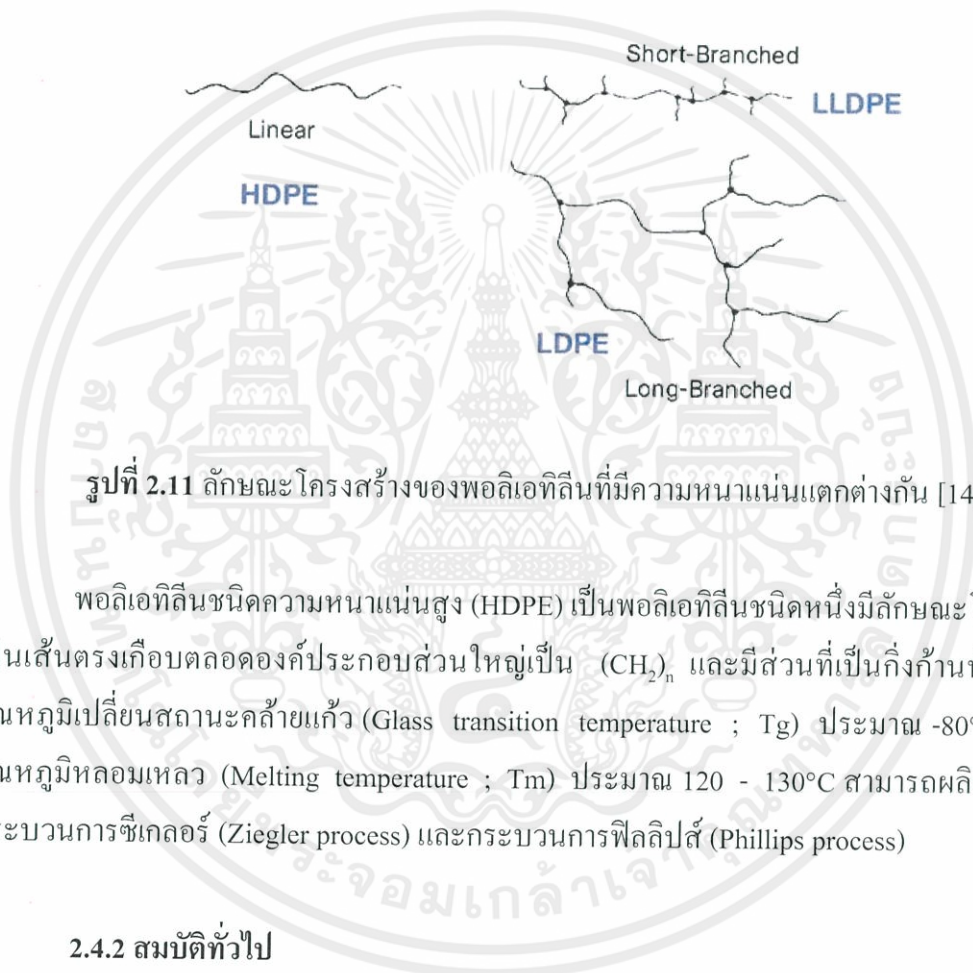 Short-Branched
LLDPE
Linear
HDPE
LDPE
Long-Branched
รูปที่ 2.11 ลักษณะโครงสร้างของพอลิเอทิลีนที่มีความหนาแน่นแตกต่างกัน [14
พอลิเอทิลีนชนิดความหนาแน่นสูง (HDPE) เป็นพอลิเอทิลีนชนิดหนึ่งมีลักษณะโ
นเส้นตรงเกือบตลอดองค์ประกอบส่วนใหญ่เป็น (CH₂)ₙ และมีส่วนที่เป็นกิ่งก้าน
ณหภูมิเปลี่ยนสถานะคล้ายแก้ว (Glass transition temperature ; Tg) ประมาณ -80°
ณหภูมิหลอมเหลว (Melting temperature ; Tm) ประมาณ 120 - 130°C สามารถผลิ
ระบวนการซีเกลอร์ (Ziegler process) และกระบวนการฟิลลิปส์ (Phillips process)
2.4.2 สมบัติทั่วไป